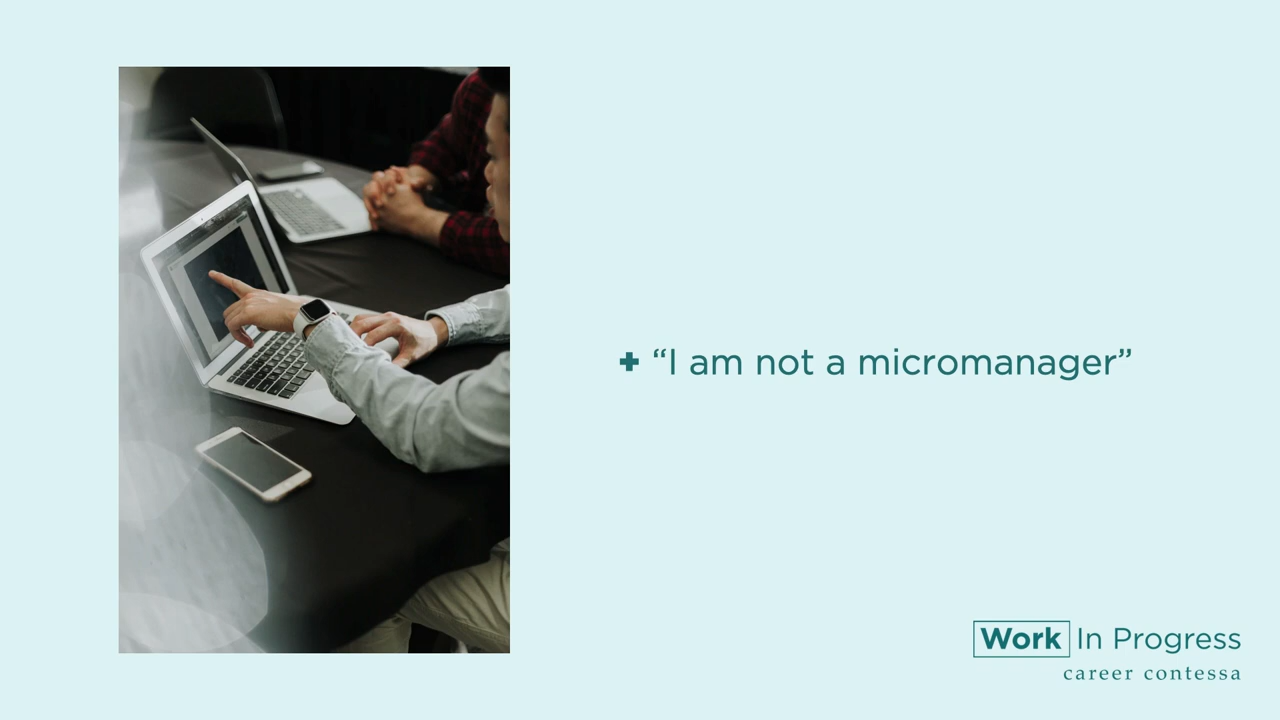 + “I am not a micromanager”
Work In Progress
career contessa